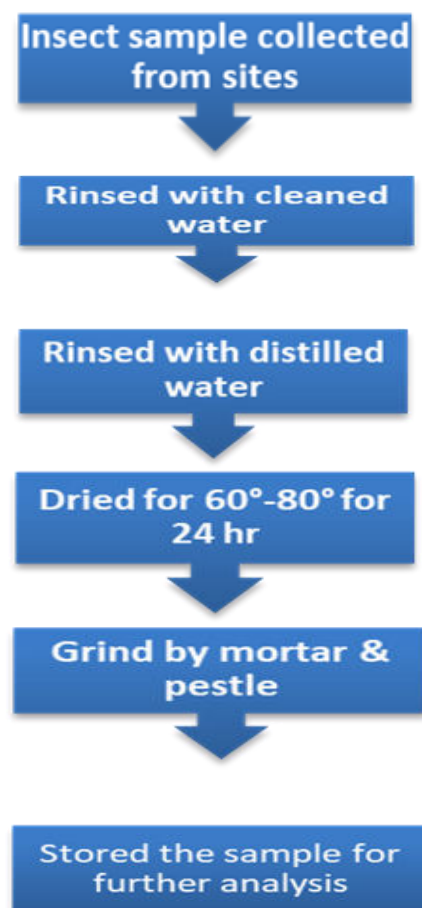 Insect sample collected
from sites
Rinsed with cleaned
water
Rinsed with distilled
water
Dried for 60°-80° for
24 hr
Grind by mortar &
pestle
Stored the sample for
further analysis